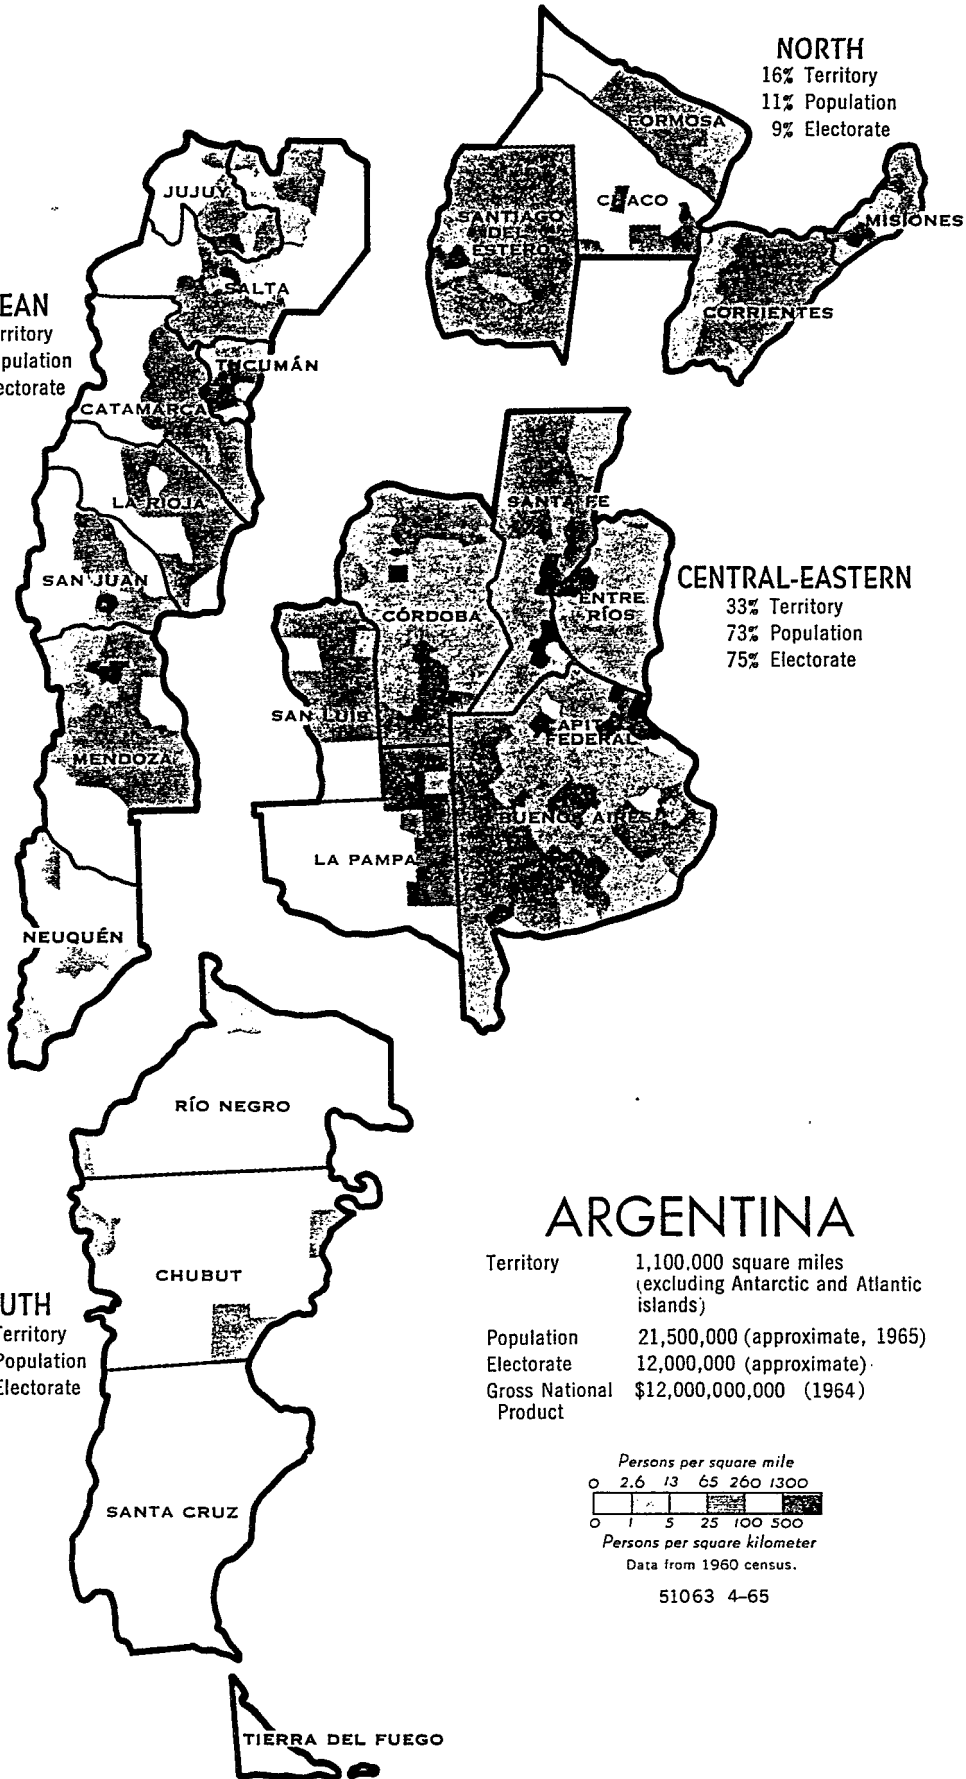 NORTH
16% Territory
11% Population
9% Electorate
FORMOSA
CHACO
MISIONES
SANTIAGO
DEL
ESTERO
CORRIENTES
JUJUY
SALTA
EAN
rritory
pulation
ectorate
TUCUMÁN
CATAMARCA
LA RIOJA
SAN JUAN
MENDOZA
NEUQUÉN
SANTA FE
CENTRAL-EASTERN
33% Territory
73% Population
75% Electorate
ENTRE
RÍOS
CÓRDOBA
SAN LUIS
CAPITAL
FEDERAL
BUENOS AIRES
LA PAMPA
RÍO NEGRO
CHUBUT
UTH
Territory
Population
Electorate
SANTA CRUZ
TIERRA DEL FUEGO
ARGENTINA
Territory 1,100,000 square miles
(excluding Antarctic and Atlantic
islands)
Population 21,500,000 (approximate, 1965)
Electorate 12,000,000 (approximate)
Gross National $12,000,000,000 (1964)
Product
Persons per square mile
0 2.6 13 65 260 1300
0 1 5 25 100 500
Persons per square kilometer
Data from 1960 census.
51063 4-65